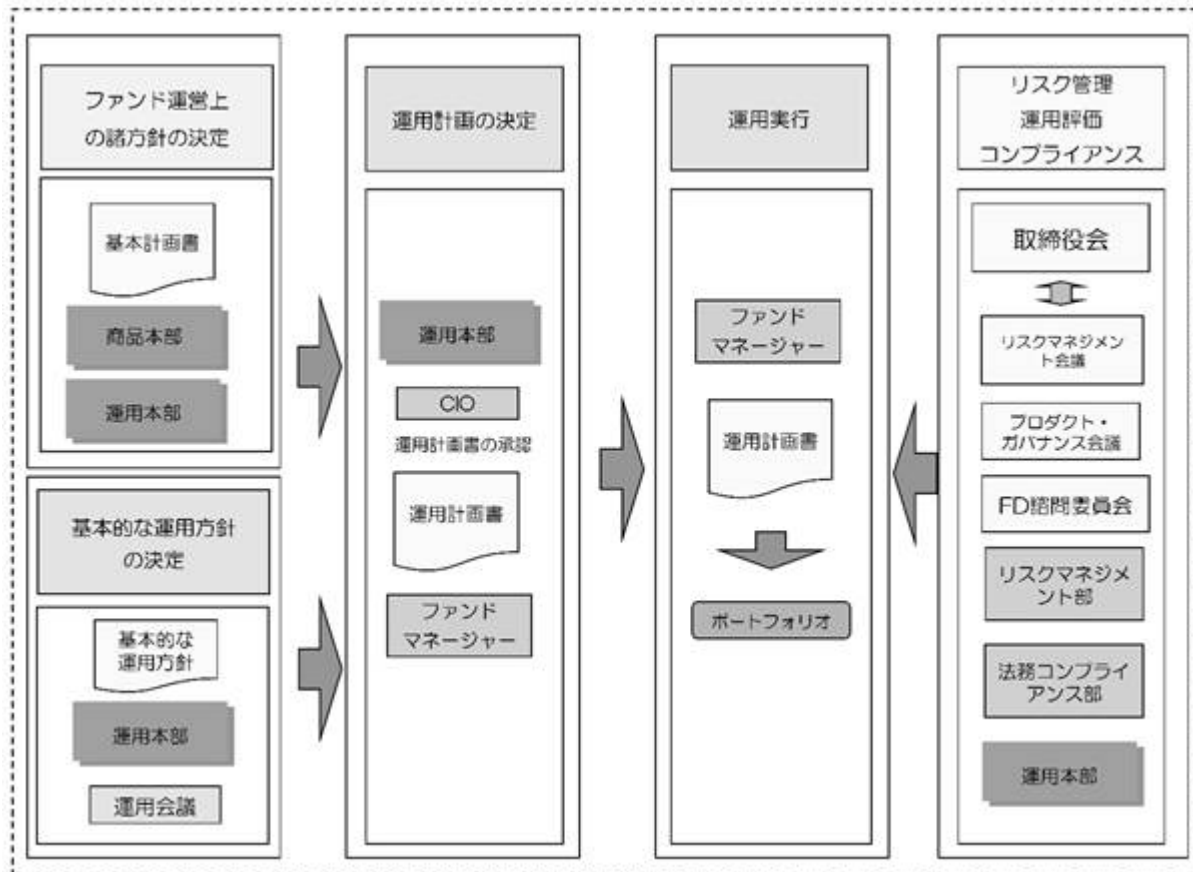 ファンド運営上
の諸方針の決定
基本計画書
商品本部
運用本部
基本的な運用方針
の決定
基本的な
運用方針
運用本部
運用会議
運用計画の決定
運用本部
CIO
運用計画書の承認
運用計画書
ファンド
マネージャー
運用実行
ファンド
マネージャー
運用計画書
ポートフォリオ
リスク管理
運用評価
コンプライアンス
取締役会
リスクマネジメン
ト会議
プロダクト・
ガバナンス会議
FD諮問委員会
リスクマネジメ
ント部
法務コンプライ
アンス部
運用本部